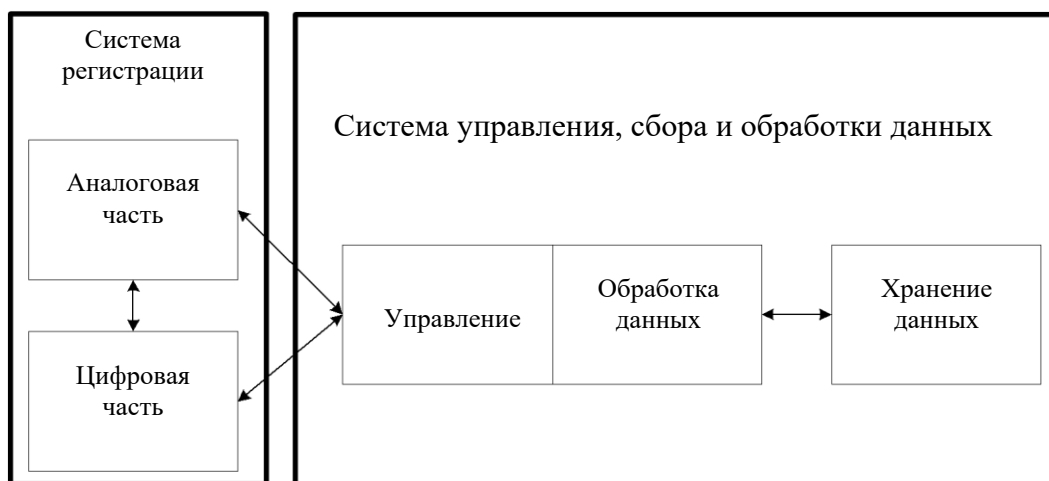 Система
регистрации
Аналоговая
часть
Цифровая
часть
Система управления, сбора и обработки данных
Управление
Обработка
данных
Хранение
данных